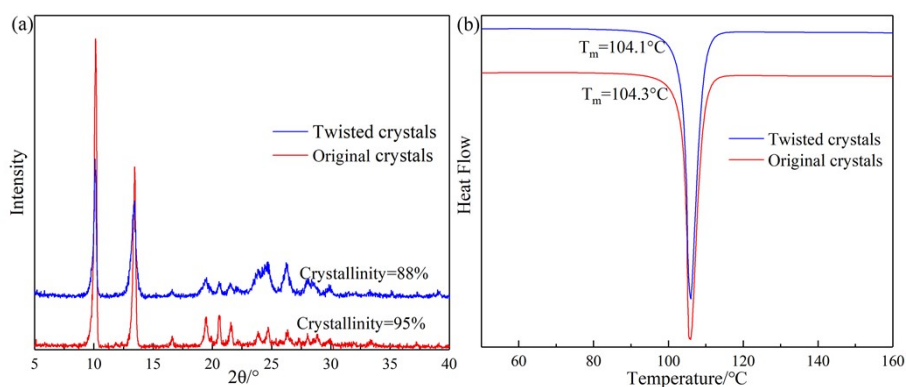 (a)
Intensity
Twisted crystals
Original crystals
Crystallinity=88%
Crystallinity=95%
5 10 15 20 25 30 35 40
2θ/°
(b)
Heat Flow
Tm=104.1°C
Tm=104.3°C
Twisted crystals
Original crystals
60 80 100 120 140 160
Temperature/°C